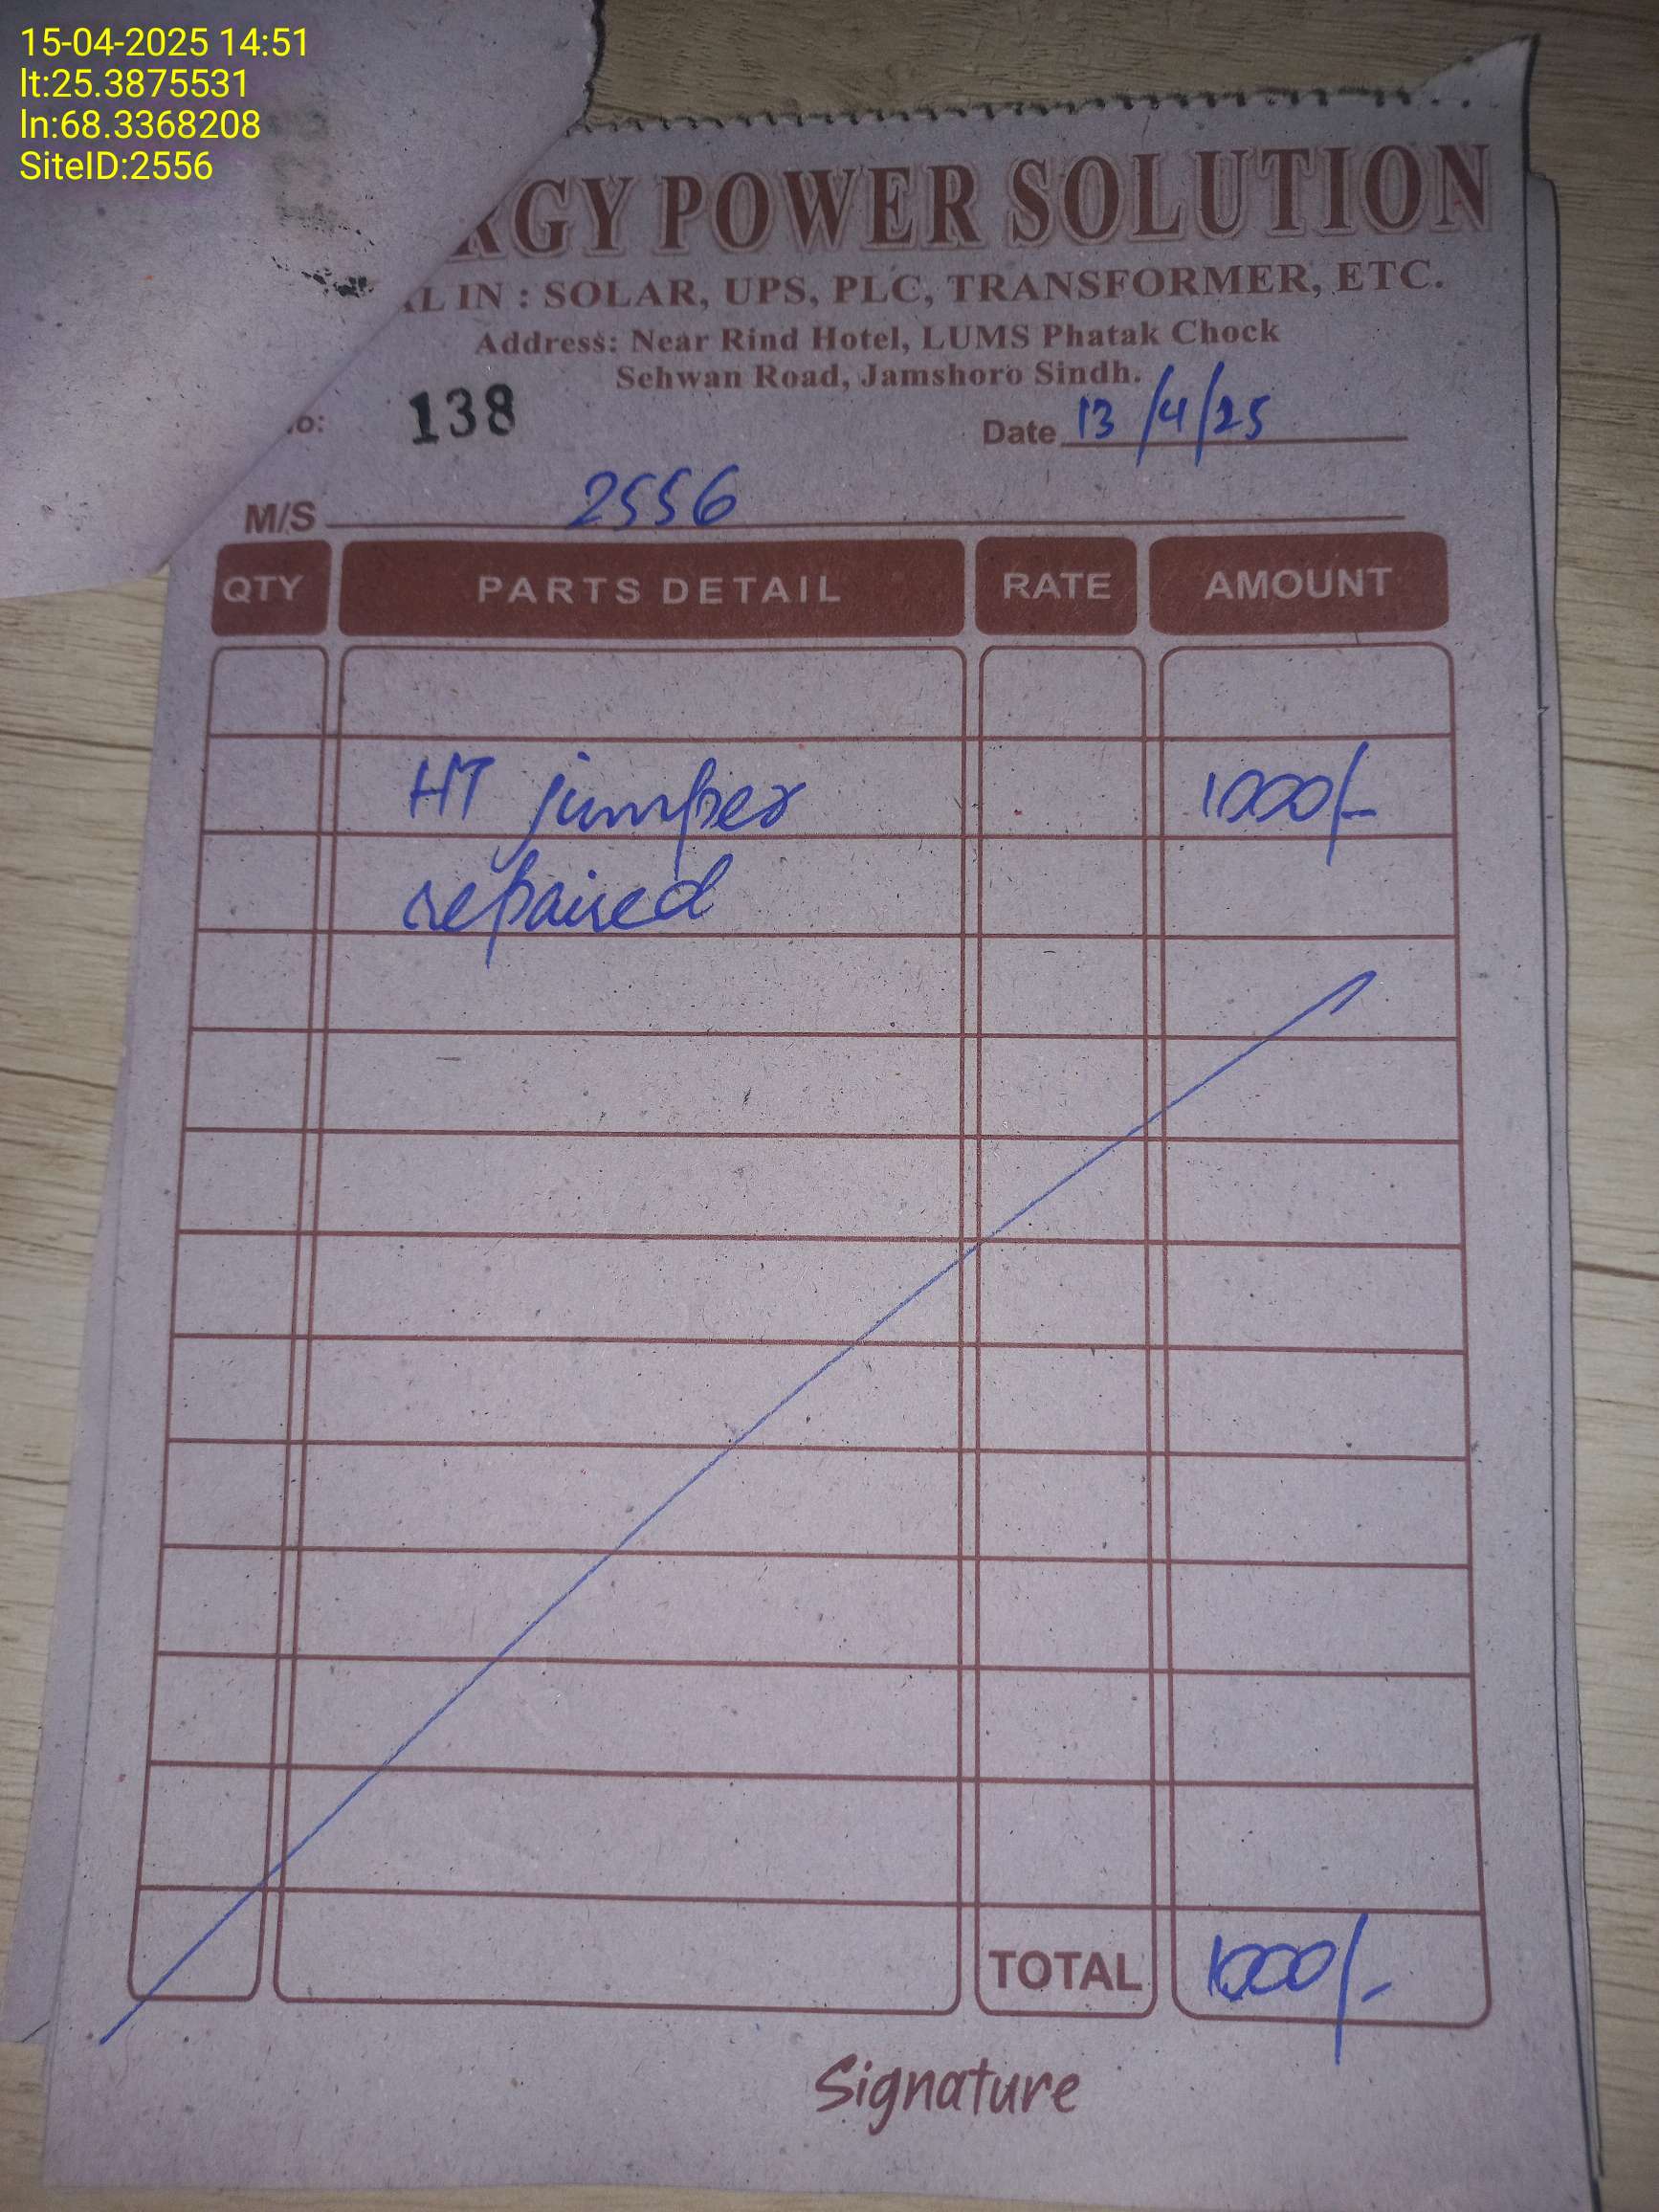 15-04-2025 14:51
lt:25.3875531
ln:68.3368208
SiteID:2556
RGY POWER SOLUTION
AL IN : SOLAR, UPS, PLC, TRANSFORMER, ETC.
Address: Near Rind Hotel, LUMS Phatak Chock
Sehwan Road, Jamshoro Sindh.
o: 138 Date 13/4/25
M/S 2556
QTY PARTS DETAIL RATE AMOUNT
HT jumper 1000/-
repaired
TOTAL 1000/-
Signature